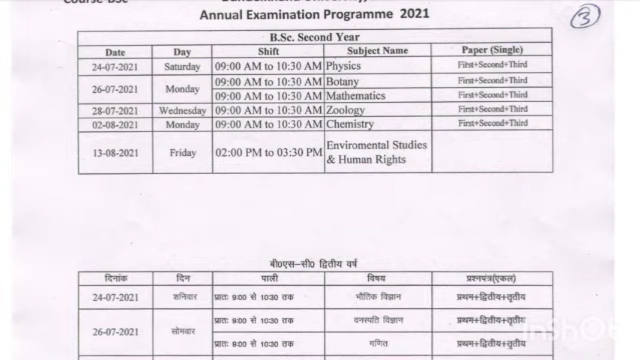 Course-BSc
Annual Examination Programme 2021
3
B.Sc. Second Year
Date Day Shift Subject Name Paper (Single)
24-07-2021 Saturday 09:00 AM to 10:30 AM Physics First+Second+Third
26-07-2021 Monday 09:00 AM to 10:30 AM Botany First+Second+Third
09:00 AM to 10:30 AM Mathematics First+Second+Third
28-07-2021 Wednesday 09:00 AM to 10:30 AM Zoology First+Second+Third
02-08-2021 Monday 09:00 AM to 10:30 AM Chemistry First+Second+Third
13-08-2021 Friday 02:00 PM to 03:30 PM Enviromental Studies
& Human Rights
बी०एस–सी० द्वितीय वर्ष
दिनांक दिन पाली विषय प्रश्नपत्र(एकल)
24-07-2021 शनिवार प्रातः 9:00 से 10:30 तक भौतिक विज्ञान प्रथम+द्वितीय+तृतीय
26-07-2021 सोमवार प्रातः 9:00 से 10:30 तक वनस्पति विज्ञान प्रथम+द्वितीय+तृतीय
प्रातः 9:00 से 10:30 तक गणित प्रथम+द्वितीय+तृतीय
InShOt